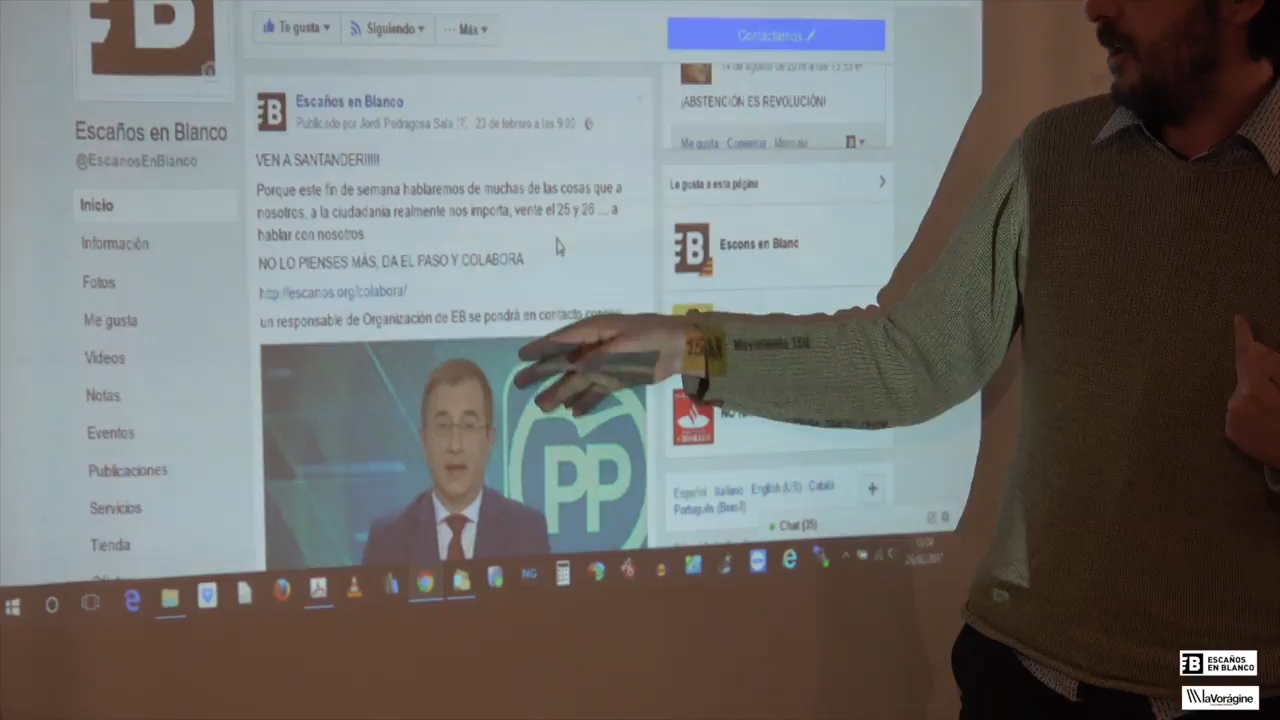 B
Te gusta
Siguiendo
Más
Contactarnos
Escaños en Blanco
@EscanosEnBlanco
Inicio
Información
Fotos
Me gusta
Videos
Notas
Eventos
Publicaciones
Servicios
Tienda
EB
Escaños en Blanco
Publicado por Jordi Pedragosa Sala
23 de febrero a las 9:00
VEN A SANTANDER!!!!!
Porque este fin de semana hablaremos de muchas de las cosas que a
nosotros, a la ciudadania realmente nos importa, vente el 25 y 26 ... a
hablar con nosotros
NO LO PIENSES MÁS, DA EL PASO Y COLABORA
http://escanos.org/colabora/
un responsable de Organización de EB se pondrá en contacto
PP
¡ABSTENCIÓN ES REVOLUCIÓN!
Me gusta Comentar Mensaje
Le gusta a esta página
EB
Escons en Blanc
15M
Movimiento 15M
Español Italiano English (US) Català
Português (Brasil)
Chat (35)
NG
EB ESCAÑOS
EN BLANCO
laVorágine